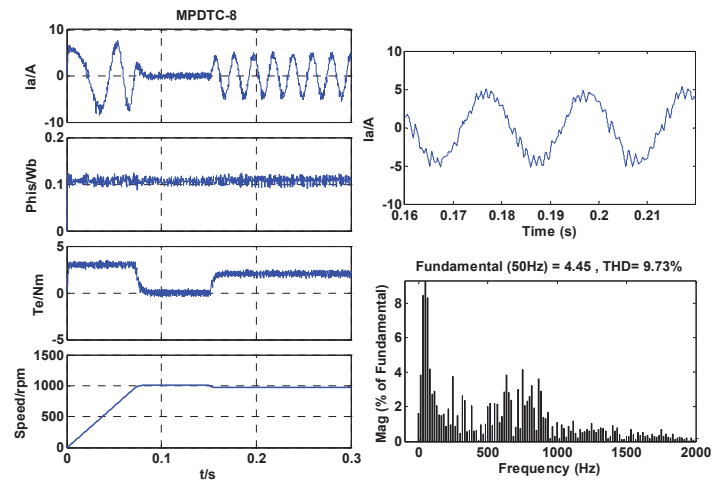 MPDTC-8
Ia/A
10
0
-10
Phis/Wb
0.2
0.1
0
Te/Nm
5
0
-5
Speed/rpm
1500
1000
500
0
0 0.1 0.2 0.3
t/s
Ia/A
10
5
0
-5
-10
0.16 0.17 0.18 0.19 0.2 0.21
Time (s)
Fundamental (50Hz) = 4.45 , THD= 9.73%
Mag (% of Fundamental)
8
6
4
2
0
0 500 1000 1500 2000
Frequency (Hz)